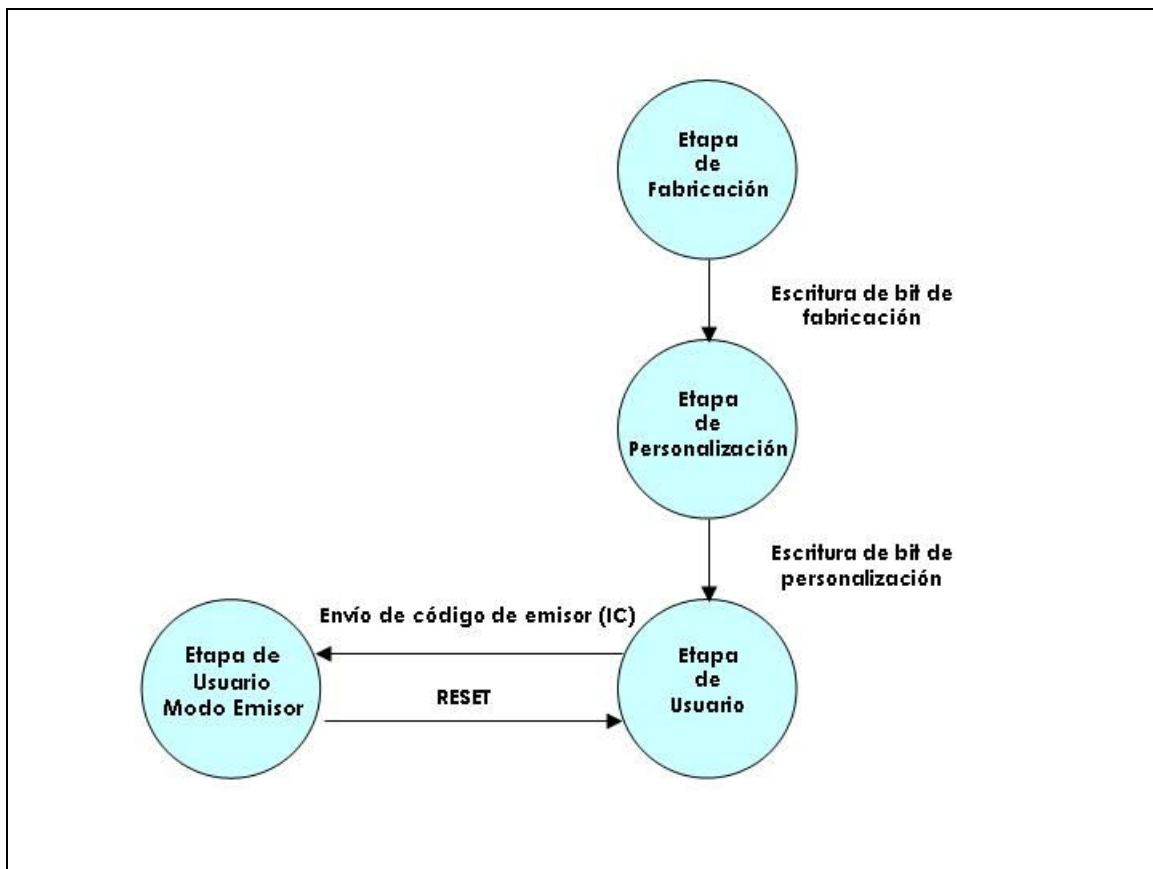 Etapa
de
Fabricación
Escritura de bit de
fabricación
Etapa
de
Personalización
Escritura de bit de
personalización
Envío de código de emisor (IC)
Etapa de
Usuario
Modo Emisor
RESET
Etapa
de
Usuario